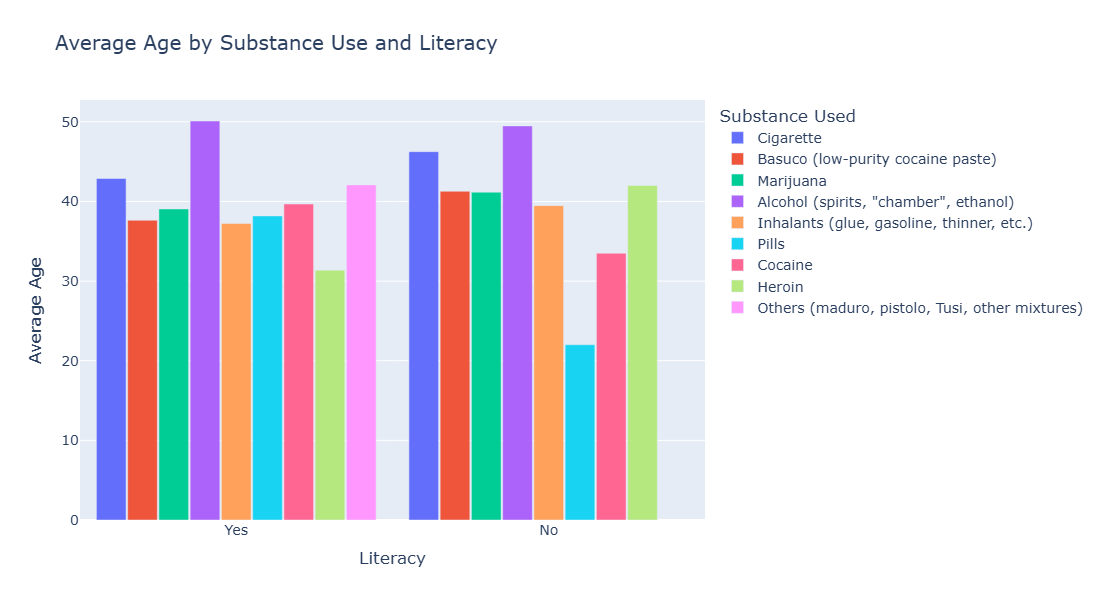 Average Age by Substance Use and Literacy
50
40
30
20
10
0
Average Age
Yes
No
Literacy
Substance Used
Cigarette
Basuco (low-purity cocaine paste)
Marijuana
Alcohol (spirits, "chamber", ethanol)
Inhalants (glue, gasoline, thinner, etc.)
Pills
Cocaine
Heroin
Others (maduro, pistolo, Tusi, other mixtures)